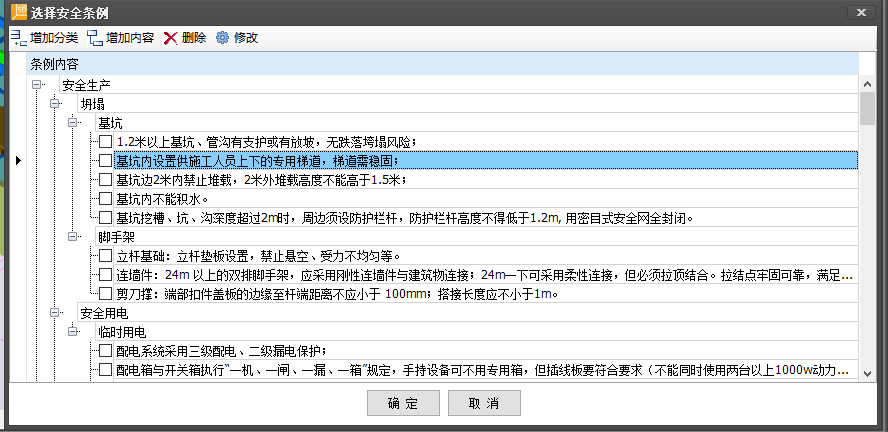 选择安全条例
增加分类 增加内容 删除 修改
条例内容
安全生产
坍塌
基坑
1.2米以上基坑、管沟有支护或有放坡，无跌落垮塌风险；
基坑内设置供施工人员上下的专用梯道，梯道需稳固；
基坑边2米内禁止堆载，2米外堆载高度不能高于1.5米；
基坑内不能积水。
基坑挖槽、坑、沟深度超过2m时，周边须设防护栏杆，防护栏杆高度不得低于1.2m, 用密目式安全网全封闭。
脚手架
立杆基础：立杆垫板设置，禁止悬空、受力不均匀等。
连墙件：24m 以上的双排脚手架，应采用刚性连墙件与建筑物连接；24m一下可采用柔性连接，但必须拉顶结合。拉结点牢固可靠，满足...
剪刀撑：端部扣件盖板的边缘至杆端距离不应小于 100mm；搭接长度应不小于1m。
安全用电
临时用电
配电系统采用三级配电、二级漏电保护；
配电箱与开关箱执行“一机、一闸、一漏、一箱”规定，手持设备可不用专用箱，但插线板要符合要求（不能同时使用两台以上1000w动力...
确 定 取 消